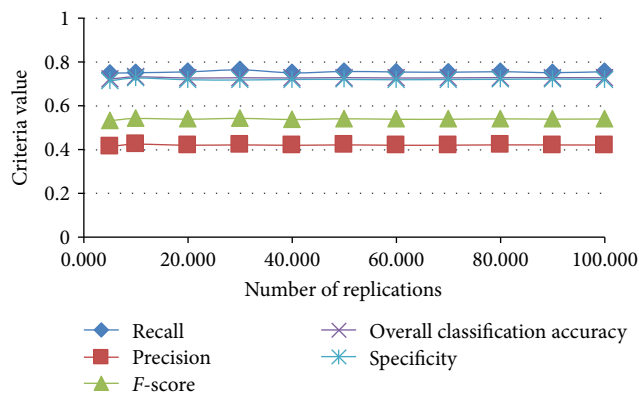 1
0.8
0.6
0.4
0.2
0
Criteria value
0.000
20.000
40.000
60.000
80.000
100.000
Number of replications
Recall
Precision
F-score
Overall classification accuracy
Specificity